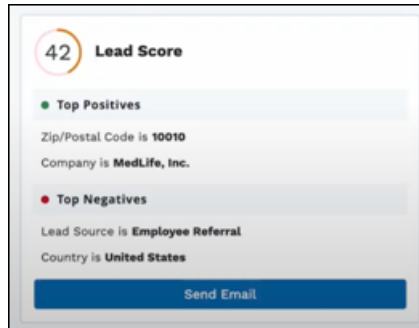 42 Lead Score
Top Positives
Zip/Postal Code is 10010
Company is MedLife, Inc.
Top Negatives
Lead Source is Employee Referral
Country is United States
Send Email